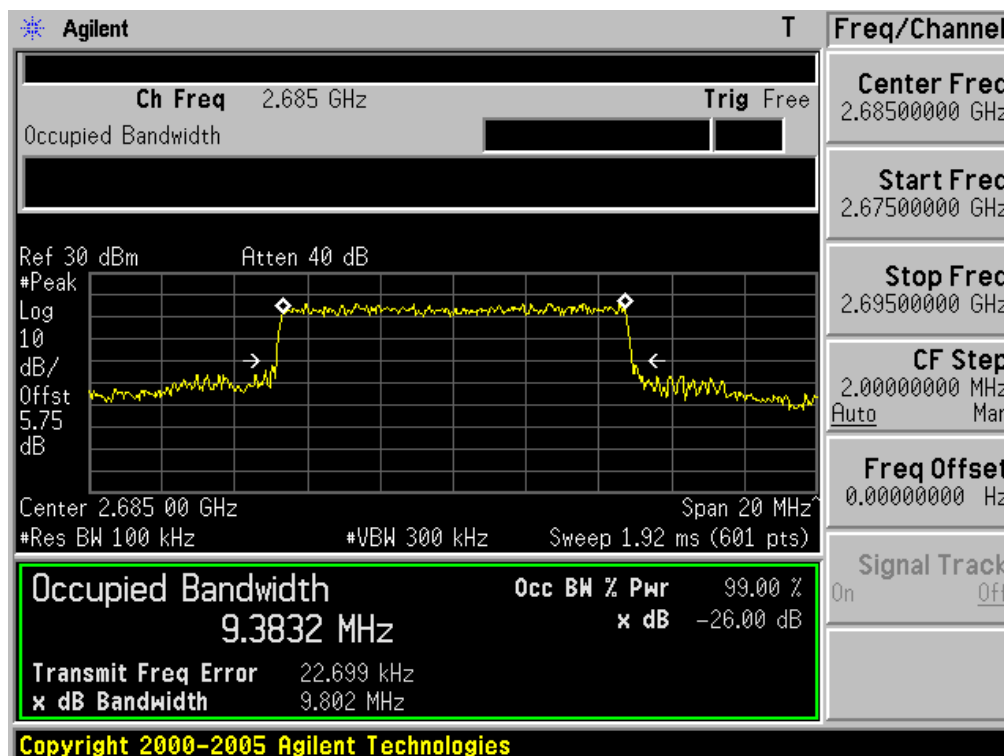 Agilent T
Freq/Channel
Ch Freq 2.685 GHz Trig Free
Occupied Bandwidth
Center Freq
2.68500000 GHz
Start Freq
2.67500000 GHz
Stop Freq
2.69500000 GHz
CF Step
2.00000000 MHz
Auto Man
Freq Offset
0.00000000 Hz
Signal Track
On Off
Ref 30 dBm Atten 40 dB
#Peak
Log
10
dB/
Offst
5.75
dB
Center 2.685 00 GHz Span 20 MHz^
#Res BW 100 kHz #VBW 300 kHz Sweep 1.92 ms (601 pts)
Occupied Bandwidth
9.3832 MHz
Occ BW % Pwr 99.00 %
x dB -26.00 dB
Transmit Freq Error 22.699 kHz
x dB Bandwidth 9.802 MHz
Copyright 2000-2005 Agilent Technologies